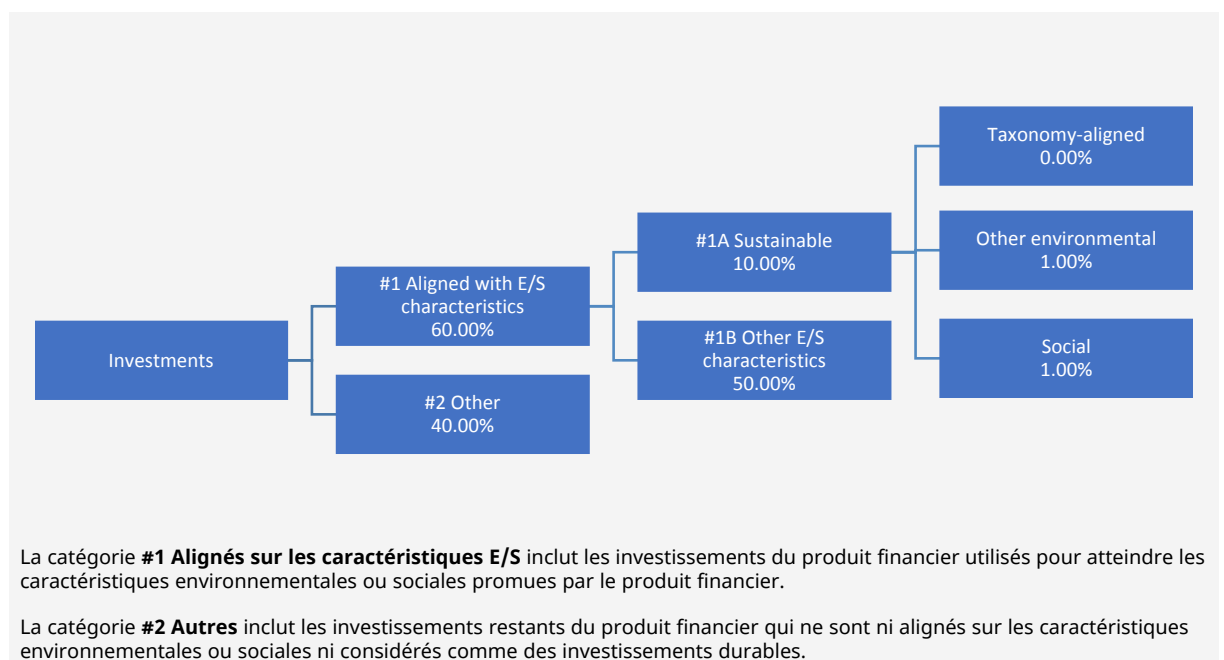 Investments
#1 Aligned with E/S
characteristics
60.00%
#2 Other
40.00%
#1A Sustainable
10.00%
#1B Other E/S
characteristics
50.00%
Taxonomy-aligned
0.00%
Other environmental
1.00%
Social
1.00%
La catégorie #1 Alignés sur les caractéristiques E/S inclut les investissements du produit financier utilisés pour atteindre les
caractéristiques environnementales ou sociales promues par le produit financier.
La catégorie #2 Autres inclut les investissements restants du produit financier qui ne sont ni alignés sur les caractéristiques
environnementales ou sociales ni considérés comme des investissements durables.